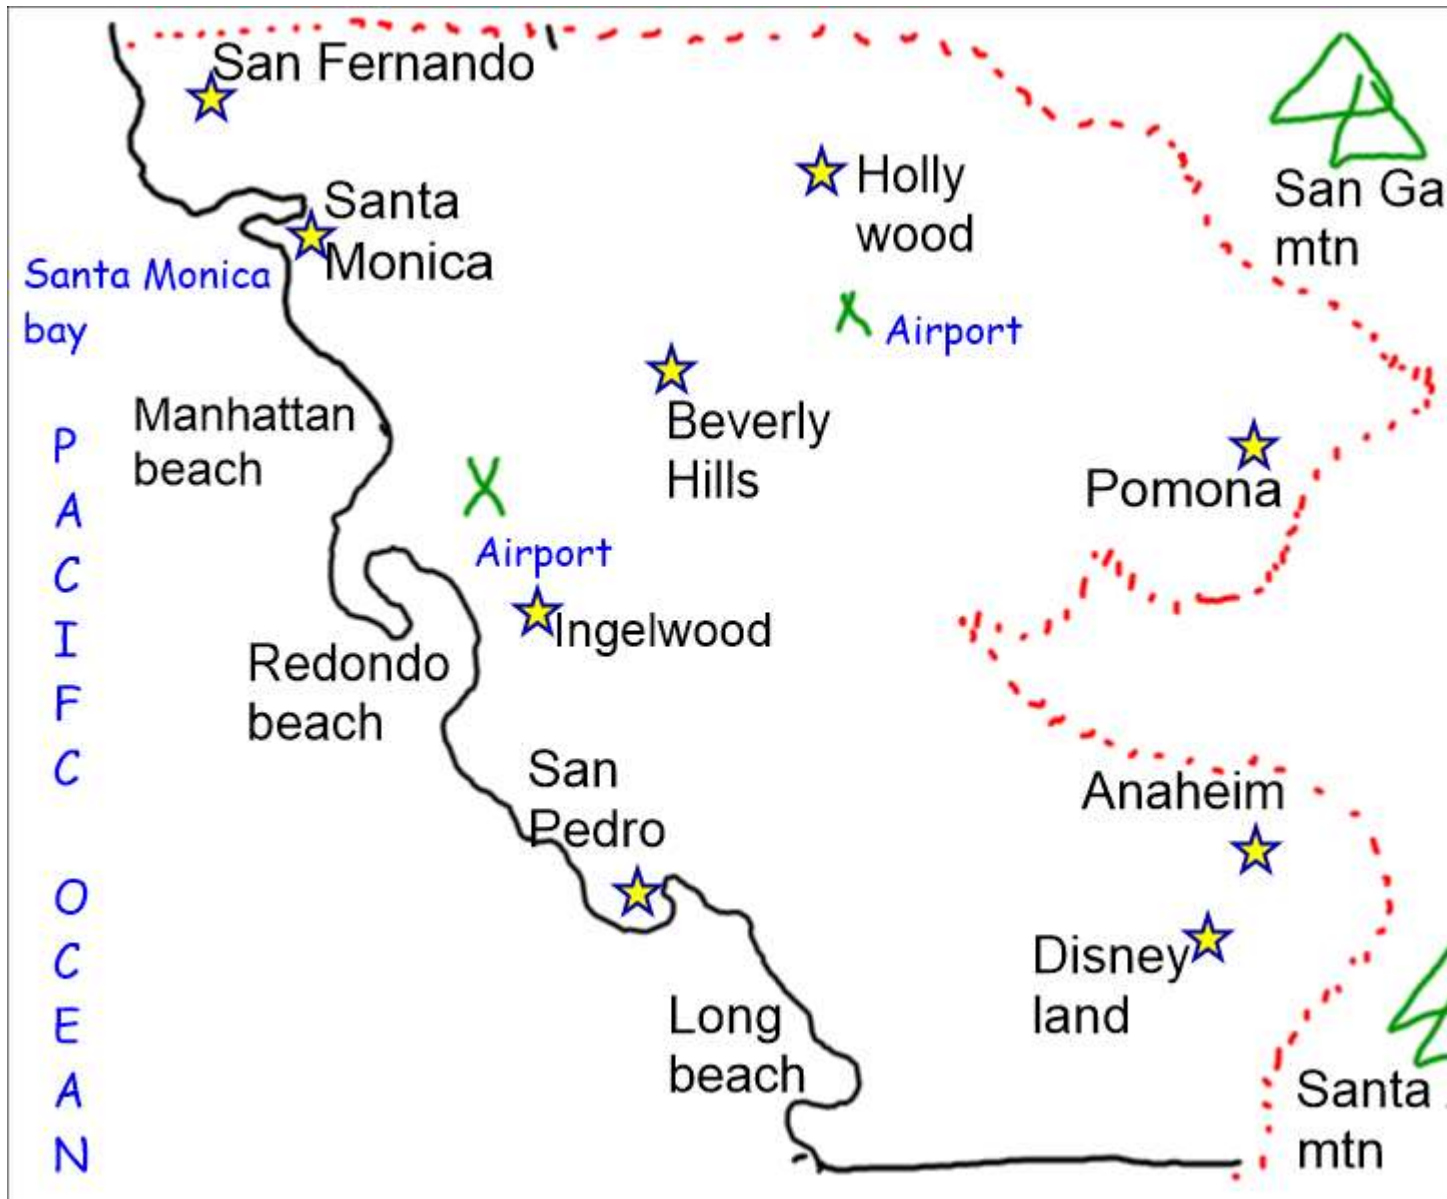 San Fernando
Santa
Monica
Holly
wood
San Ga
mtn
Santa Monica
bay
Airport
Manhattan
beach
Beverly
Hills
Pomona
Airport
Ingelwood
Redondo
beach
San
Pedro
Anaheim
Disney
land
Long
beach
Santa
mtn
P
A
C
I
F
C
O
C
E
A
N